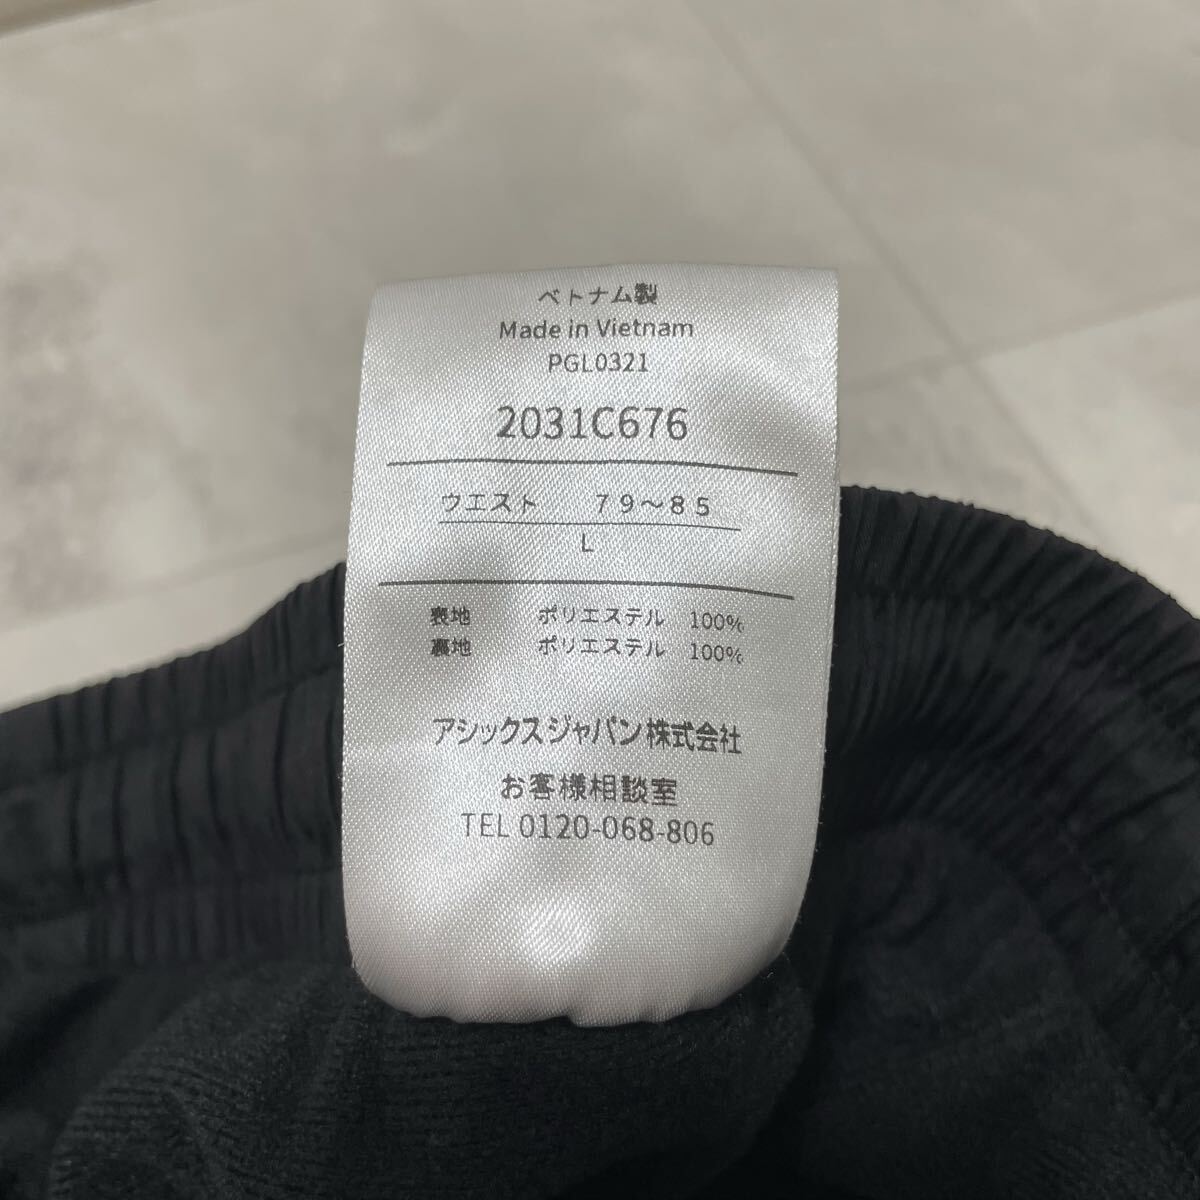 ベトナム製
Made in Vietnam
PGL0321
2031C676
ウエスト 79～85
L
表地 ポリエステル 100%
裏地 ポリエステル 100%
アシックスジャパン株式会社
お客様相談室
TEL 0120-068-806